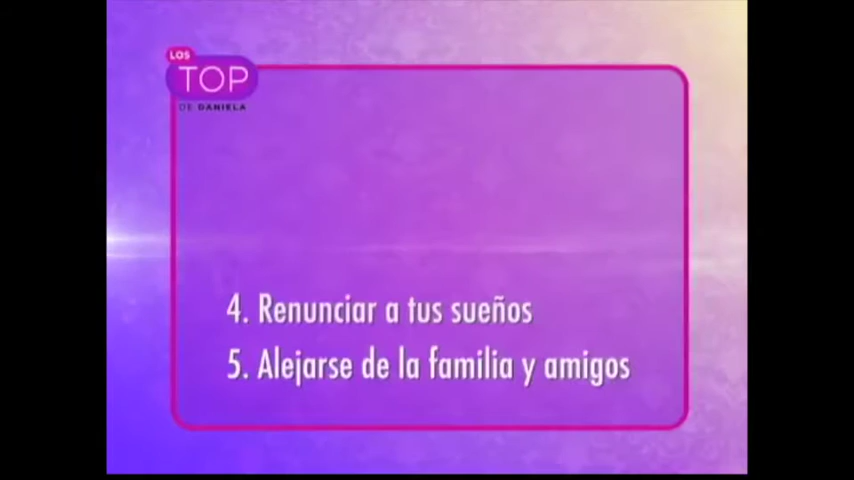 LOS
TOP
DE DANIELA
4. Renunciar a tus sueños
5. Alejarse de la familia y amigos